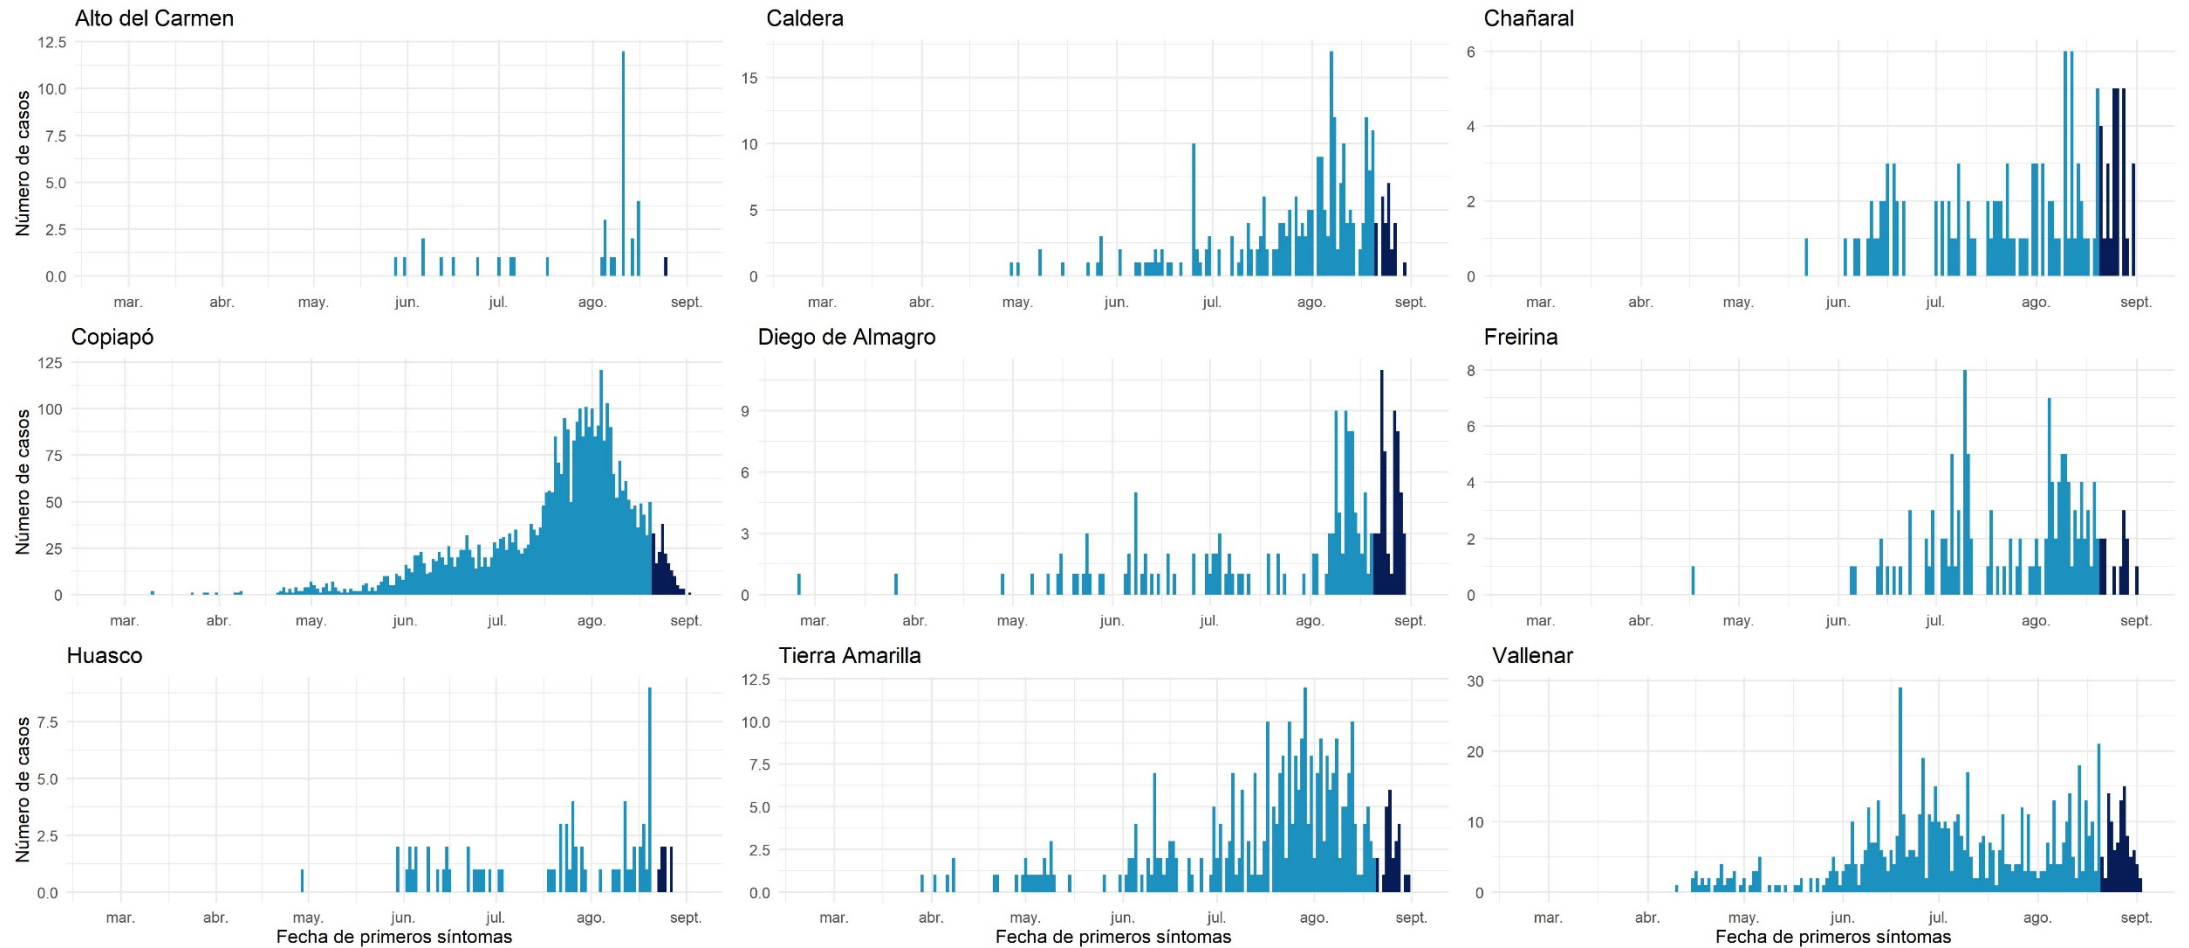 Alto del Carmen
Caldera
Chañaral
Número de casos
12.5
10.0
7.5
5.0
2.5
0.0
mar. abr. may. jun. jul. ago. sept.
15
10
5
0
mar. abr. may. jun. jul. ago. sept.
6
4
2
0
mar. abr. may. jun. jul. ago. sept.
Copiapó
Diego de Almagro
Freirina
Número de casos
125
100
75
50
25
0
mar. abr. may. jun. jul. ago. sept.
9
6
3
0
mar. abr. may. jun. jul. ago. sept.
8
6
4
2
0
mar. abr. may. jun. jul. ago. sept.
Huasco
Tierra Amarilla
Vallenar
Número de casos
7.5
5.0
2.5
0.0
mar. abr. may. jun. jul. ago. sept.
Fecha de primeros síntomas
12.5
10.0
7.5
5.0
2.5
0.0
mar. abr. may. jun. jul. ago. sept.
Fecha de primeros síntomas
30
20
10
0
mar. abr. may. jun. jul. ago. sept.
Fecha de primeros síntomas